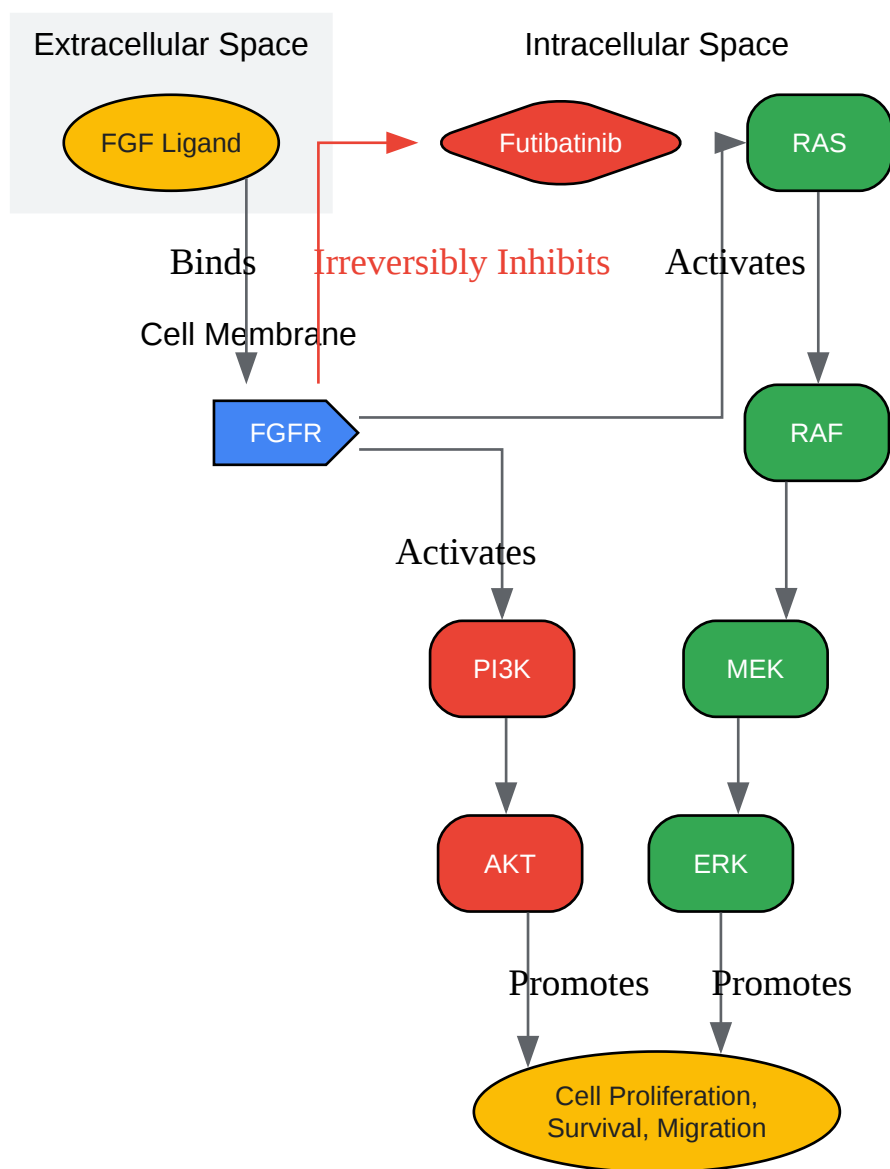 Extracellular Space
Intracellular Space
FGF Ligand
Futibatinib
RAS
Binds
Irreversibly Inhibits
Activates
Cell Membrane
FGFR
RAF
Activates
PI3K
MEK
AKT
ERK
Promotes
Promotes
Cell Proliferation,
Survival, Migration